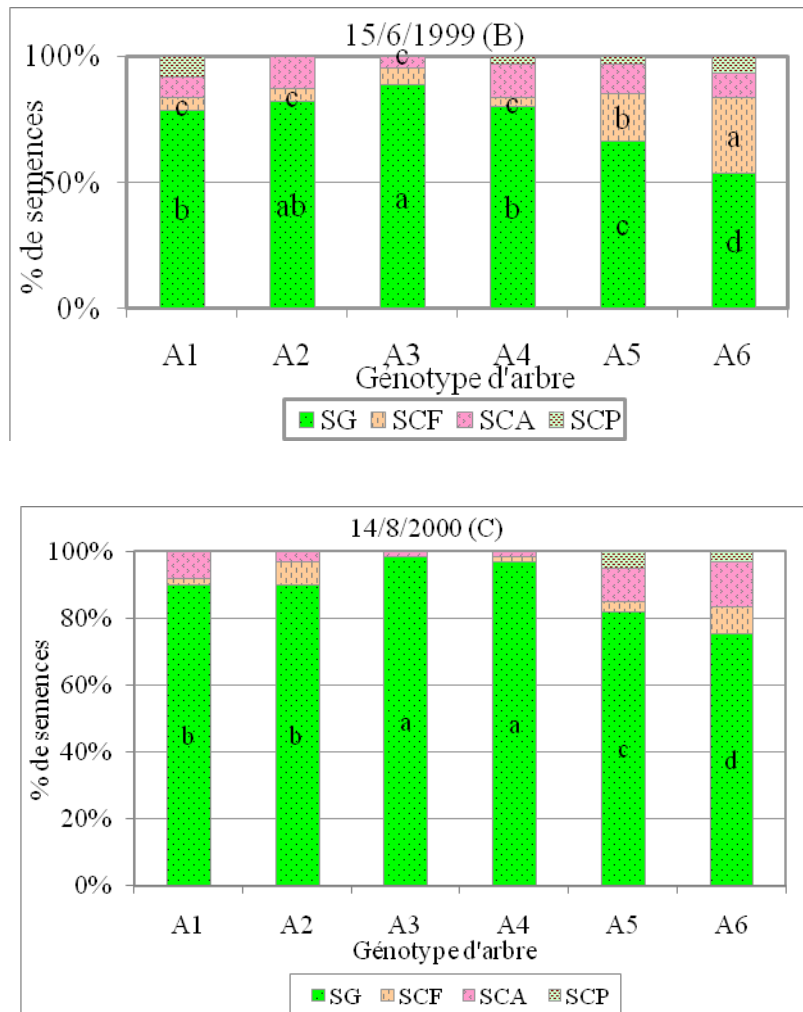 15/6/1999 (B)
% de semences
100%
50%
0%
c
c
c
c
b
a
b
ab
a
b
c
d
A1 A2 A3 A4 A5 A6
Génotype d'arbre
SG SCF SCA SCP
14/8/2000 (C)
% de semences
100%
80%
60%
40%
20%
0%
b b a a c d
A1 A2 A3 A4 A5 A6
Génotype d'arbre
SG SCF SCA SCP